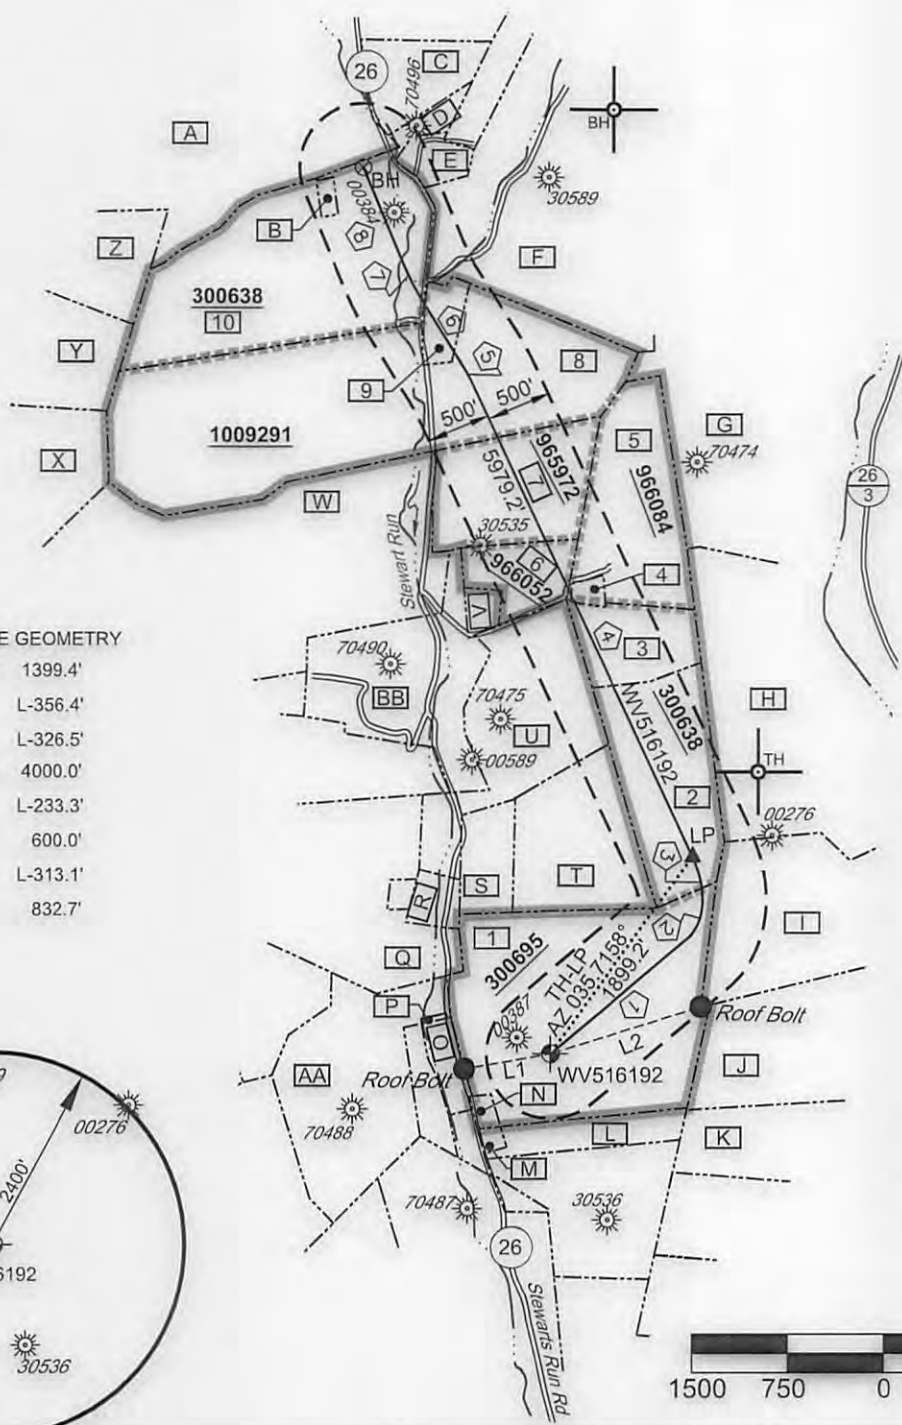 26
C
70496
D
A
E
BH
BH
00384
30589
B
8
Z
F
7
300638
10
6
Y
5
8
9
500'
500'
5
G
1009291
965972
70474
X
7
966084
26
3
W
5979.2'
30535
Stewart Run
6
966052
4
V
E GEOMETRY
4
3
1399.4'
70490
L-356.4'
BB
70475
WV516192
300638
H
L-326.5'
U
4000.0'
00589
TH
L-233.3'
2
600.0'
LP
00276
L-313.1'
3
832.7'
T
S
R
1
2
I
Q
300695
TH-LP
AZ 035.7158°
1899.2'
P
00387
1
Roof Bolt
O
L2
AA
Roof Bolt
L1
WV516192
J
N
00276
70488
L
K
M
2400'
70487
30536
26
6192
Stewarts Run Rd
30536
1500
750
0